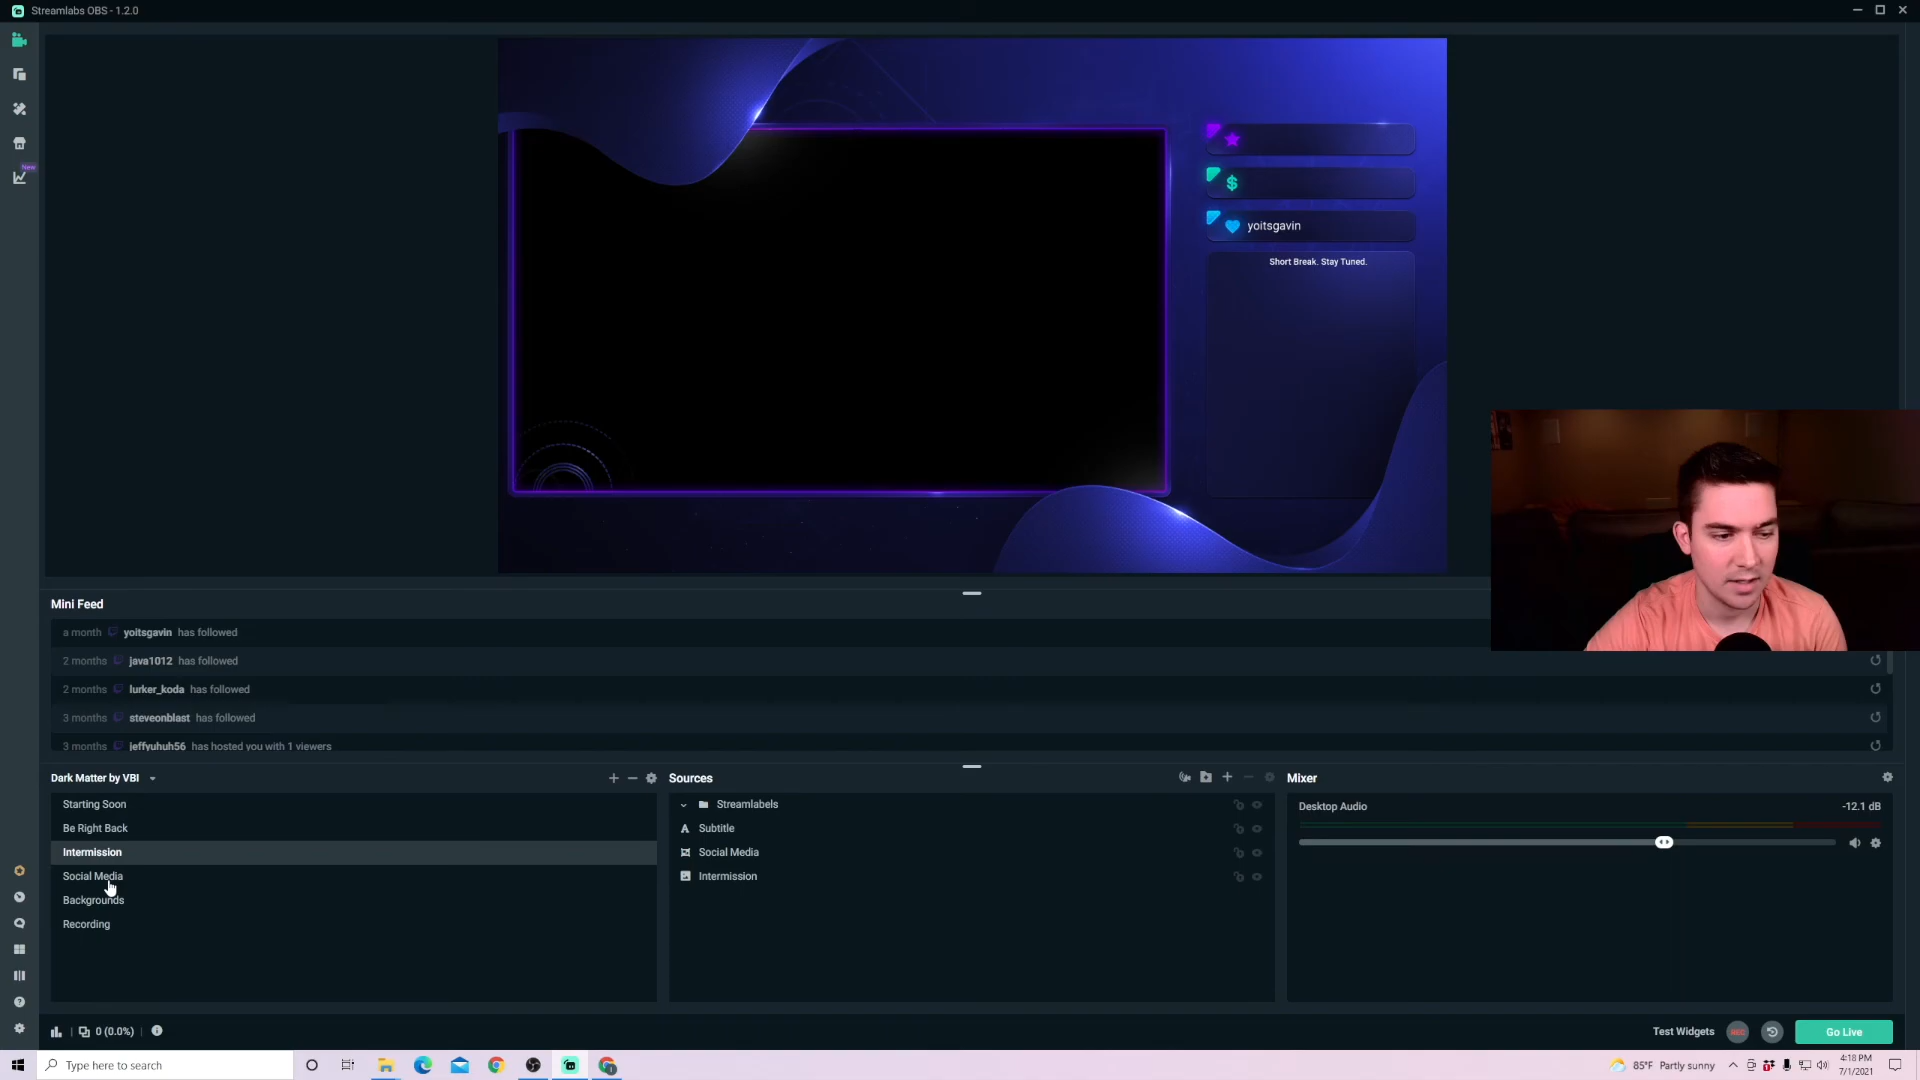 Streamlabs OBS - 1.2.0
New
$
yoitsgavin
Short Break. Stay Tuned.
Mini Feed
a month yoitsgavin has followed
2 months java1012 has followed
2 months lurker_koda has followed
3 months steveonblast has followed
3 months jeffyuhuh56 has hosted you with 1 viewers
Dark Matter by VBI
Starting Soon
Be Right Back
Intermission
Social Media
Backgrounds
Recording
Sources
Streamlabels
Subtitle
Social Media
Intermission
Mixer
Desktop Audio -12.1 dB
0 (0.0%)
Test Widgets REC Go Live
Type here to search
85°F Partly sunny
4:18 PM
7/1/2021